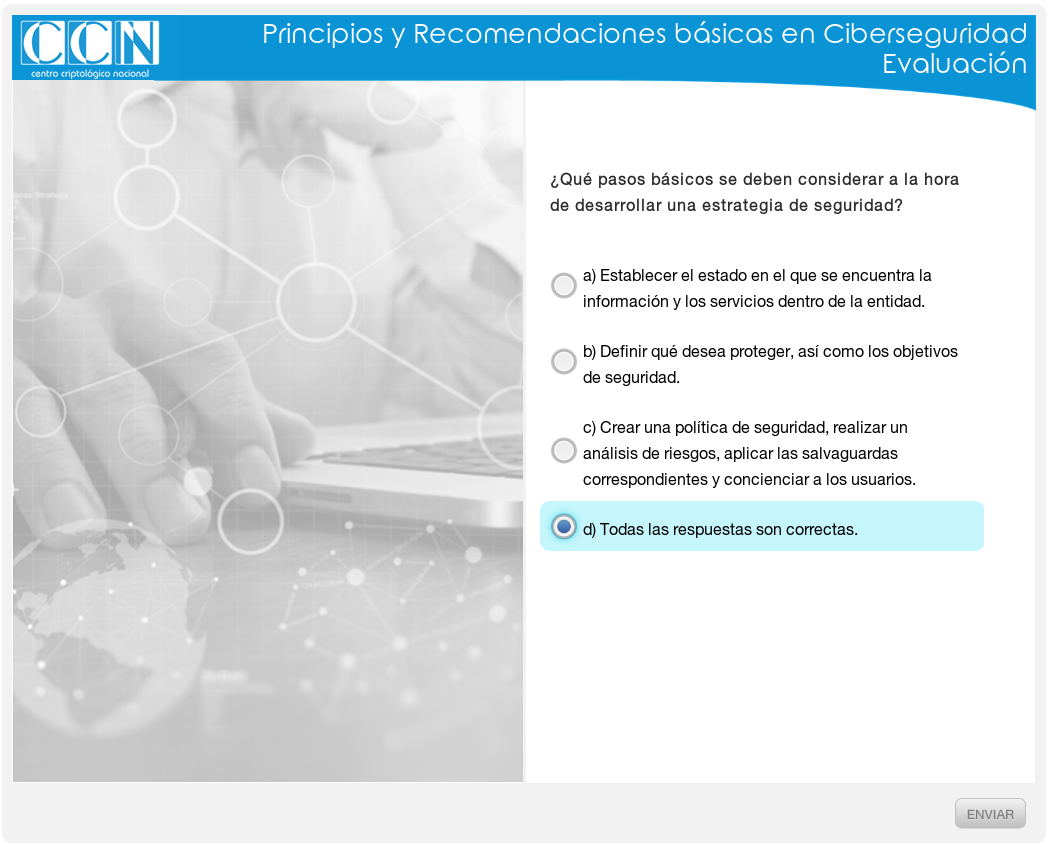 CCN
centro criptológico nacional
Principios y Recomendaciones básicas en Ciberseguridad
Evaluación
¿Qué pasos básicos se deben considerar a la hora
de desarrollar una estrategia de seguridad?
a) Establecer el estado en el que se encuentra la
información y los servicios dentro de la entidad.
b) Definir qué desea proteger, así como los objetivos
de seguridad.
c) Crear una política de seguridad, realizar un
análisis de riesgos, aplicar las salvaguardas
correspondientes y concienciar a los usuarios.
d) Todas las respuestas son correctas.
ENVIAR